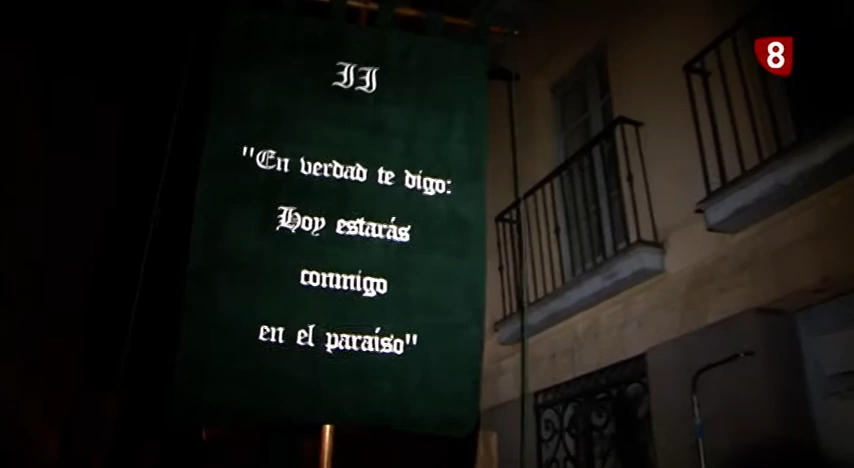 II
"En verdad te digo:
Hoy estarás
conmigo
en el paraíso"
8